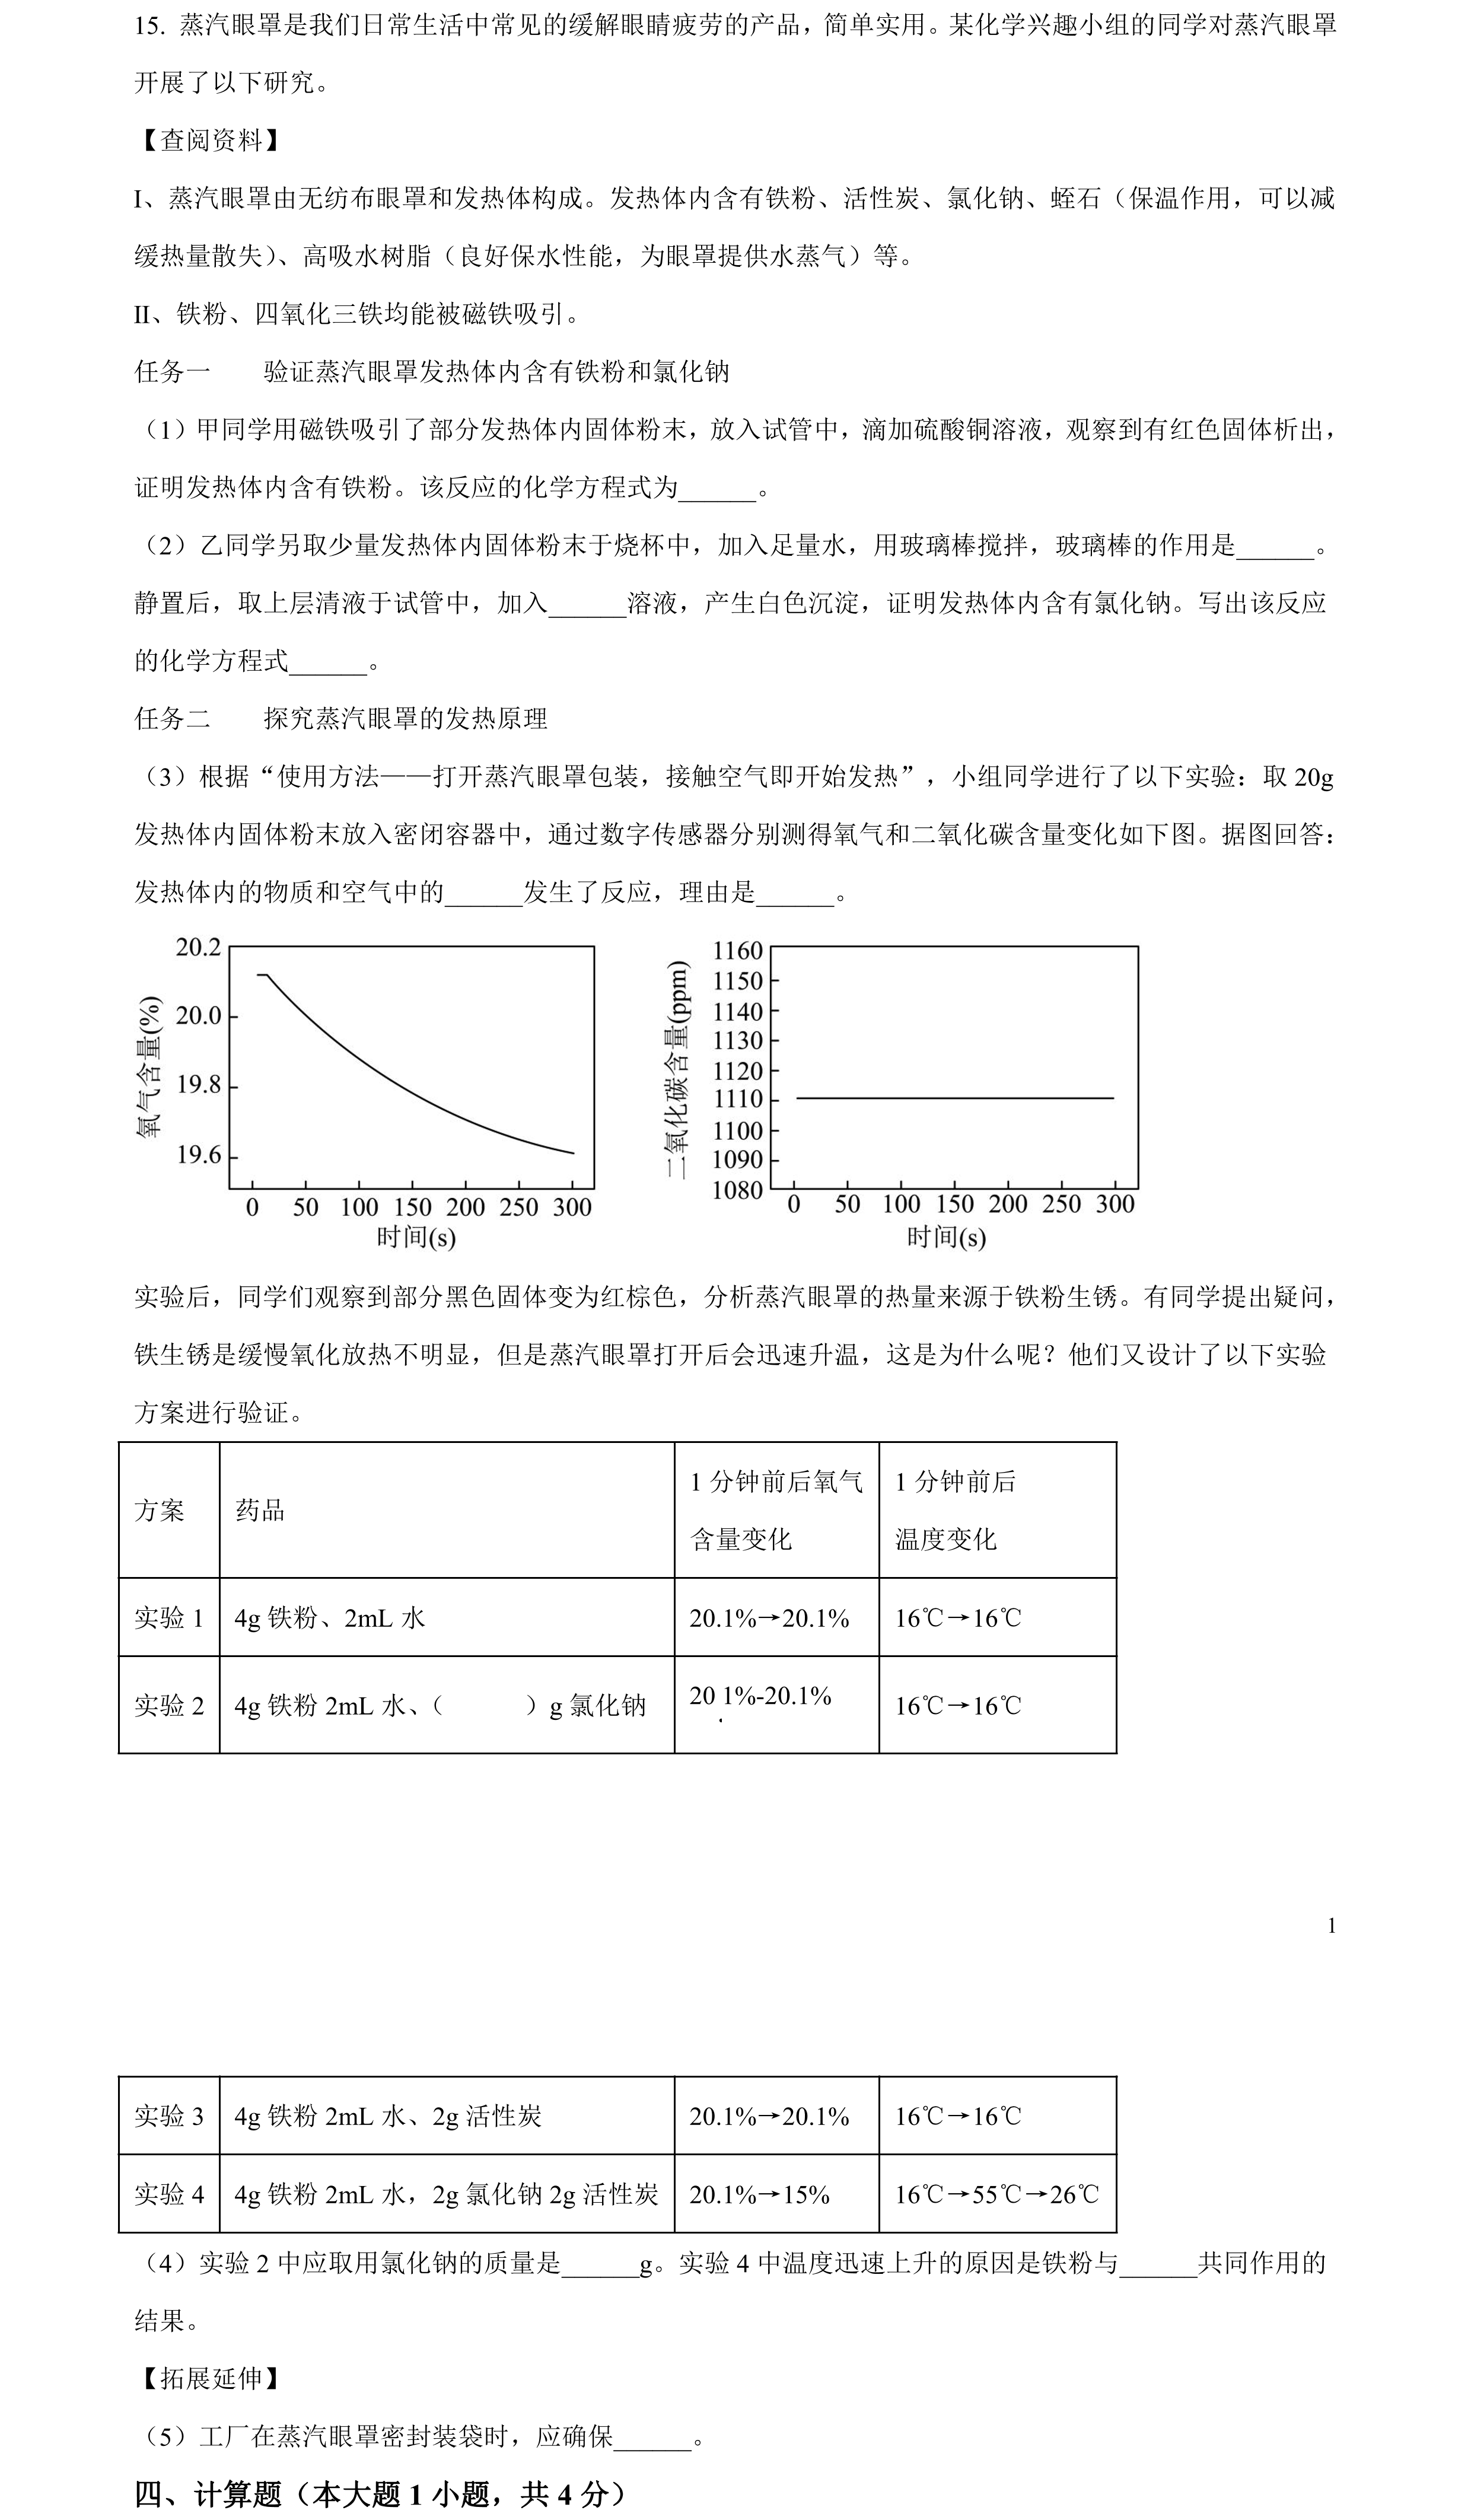 15. 蒸汽眼罩是我们日常生活中常见的缓解眼睛疲劳的产品，简单实用。某化学兴趣小组的同学对蒸汽眼罩
开展了以下研究。
【查阅资料】
I、蒸汽眼罩由无纺布眼罩和发热体构成。发热体内含有铁粉、活性炭、氯化钠、蛭石（保温作用，可以减
缓热量散失）、高吸水树脂（良好保水性能，为眼罩提供水蒸气）等。
II、铁粉、四氧化三铁均能被磁铁吸引。
任务一　　验证蒸汽眼罩发热体内含有铁粉和氯化钠
（1）甲同学用磁铁吸引了部分发热体内固体粉末，放入试管中，滴加硫酸铜溶液，观察到有红色固体析出，
证明发热体内含有铁粉。该反应的化学方程式为______。
（2）乙同学另取少量发热体内固体粉末于烧杯中，加入足量水，用玻璃棒搅拌，玻璃棒的作用是______。
静置后，取上层清液于试管中，加入______溶液，产生白色沉淀，证明发热体内含有氯化钠。写出该反应
的化学方程式______。
任务二　　探究蒸汽眼罩的发热原理
（3）根据“使用方法——打开蒸汽眼罩包装，接触空气即开始发热”，小组同学进行了以下实验：取 20g
发热体内固体粉末放入密闭容器中，通过数字传感器分别测得氧气和二氧化碳含量变化如下图。据图回答：
发热体内的物质和空气中的______发生了反应，理由是______。
氧气含量(%)
20.2
20.0
19.8
19.6
0 50 100 150 200 250 300
时间(s)
二氧化碳含量(ppm)
1160
1150
1140
1130
1120
1110
1100
1090
1080
0 50 100 150 200 250 300
时间(s)
实验后，同学们观察到部分黑色固体变为红棕色，分析蒸汽眼罩的热量来源于铁粉生锈。有同学提出疑问，
铁生锈是缓慢氧化放热不明显，但是蒸汽眼罩打开后会迅速升温，这是为什么呢？他们又设计了以下实验
方案进行验证。
方案 药品 1 分钟前后氧气含量变化 1 分钟前后温度变化
实验 1 4g 铁粉、2mL 水 20.1%→20.1% 16℃→16℃
实验 2 4g 铁粉 2mL 水、（　　　）g 氯化钠 20.1%-20.1% 16℃→16℃
1
实验 3 4g 铁粉 2mL 水、2g 活性炭 20.1%→20.1% 16℃→16℃
实验 4 4g 铁粉 2mL 水，2g 氯化钠 2g 活性炭 20.1%→15% 16℃→55℃→26℃
（4）实验 2 中应取用氯化钠的质量是______g。实验 4 中温度迅速上升的原因是铁粉与______共同作用的
结果。
【拓展延伸】
（5）工厂在蒸汽眼罩密封装袋时，应确保______。
四、计算题（本大题 1 小题，共 4 分）